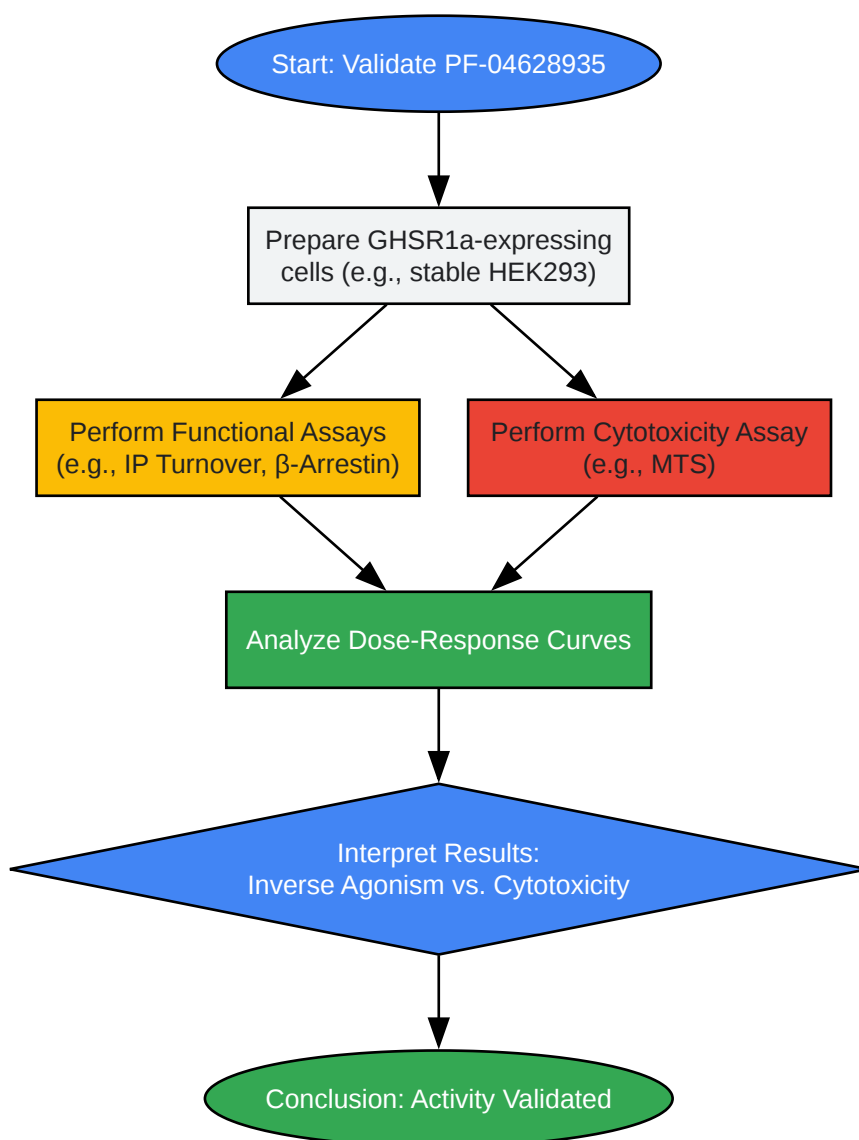 Start: Validate PF-04628935
Prepare GHSR1a-expressing
cells (e.g., stable HEK293)
Perform Functional Assays
(e.g., IP Turnover, β-Arrestin)
Perform Cytotoxicity Assay
(e.g., MTS)
Analyze Dose-Response Curves
Interpret Results:
Inverse Agonism vs. Cytotoxicity
Conclusion: Activity Validated